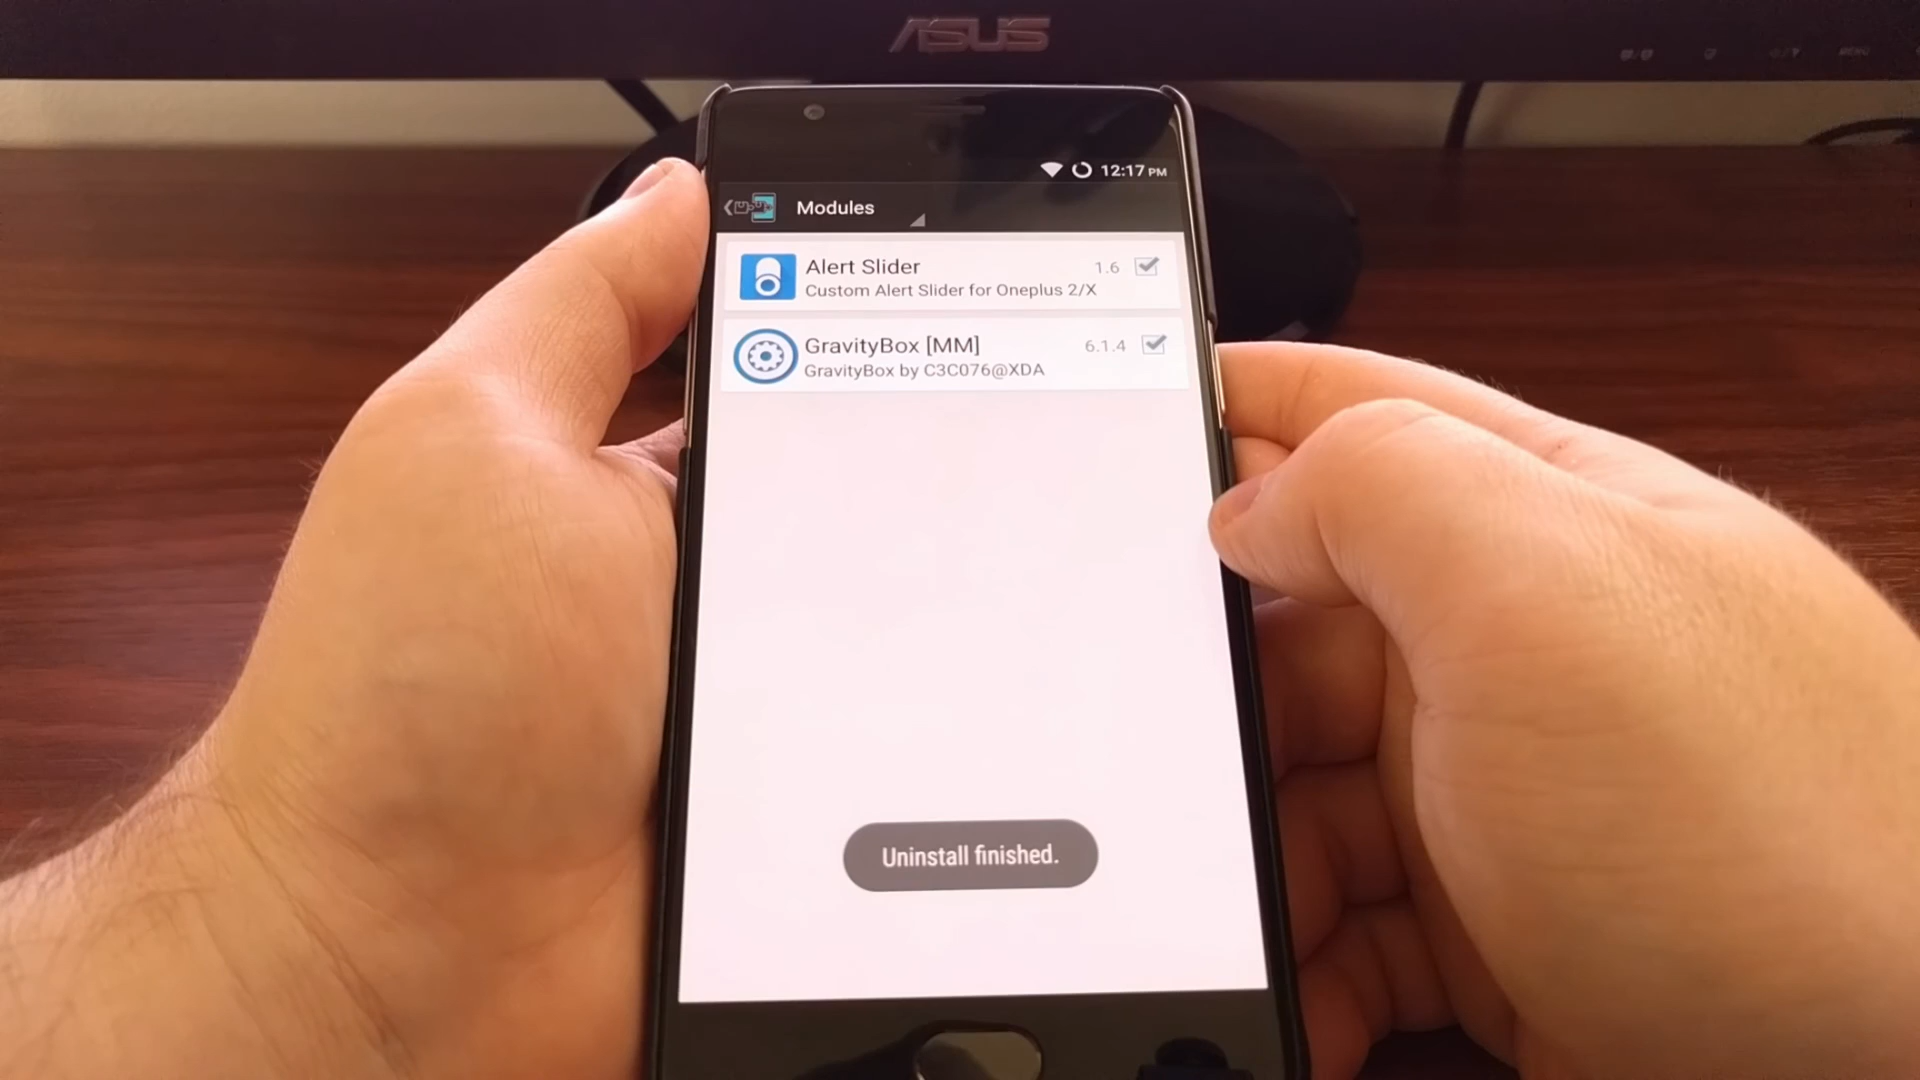 ASUS
MENU
12:17 PM
Modules
Alert Slider
1.6
Custom Alert Slider for Oneplus 2/X
GravityBox [MM]
6.1.4
GravityBox by C3C076@XDA
Uninstall finished.